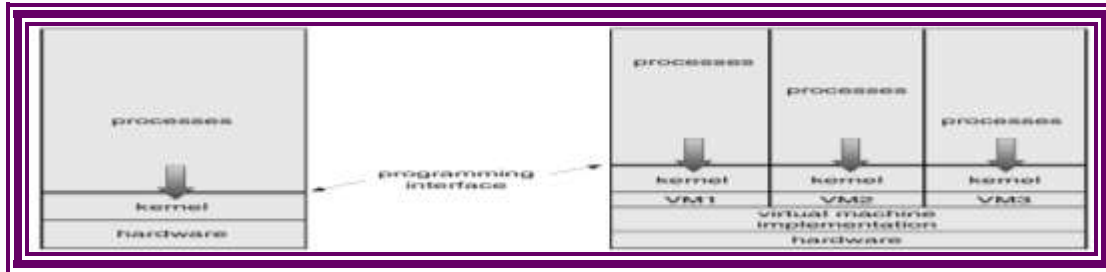 processes
kernel
hardware
programming
interface
processes
processes
processes
kernel kernel kernel
VM1 VM2 VM3
virtual machine
implementation
hardware